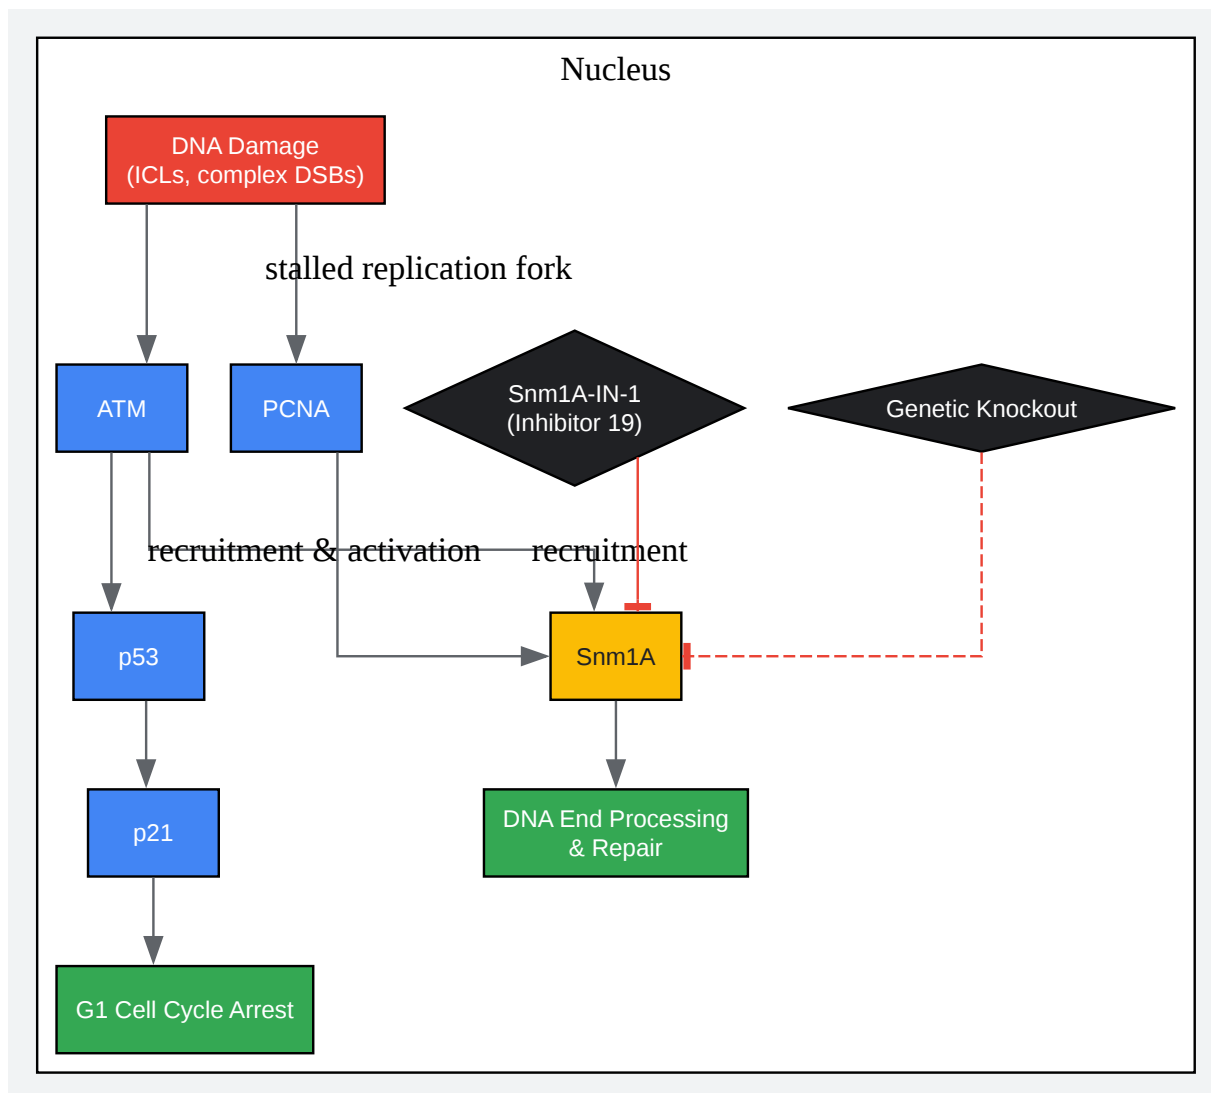 Nucleus
DNA Damage
(ICLs, complex DSBs)
stalled replication fork
ATM
PCNA
Snm1A-IN-1
(Inhibitor 19)
Genetic Knockout
recruitment & activation
recruitment
p53
Snm1A
p21
DNA End Processing
& Repair
G1 Cell Cycle Arrest